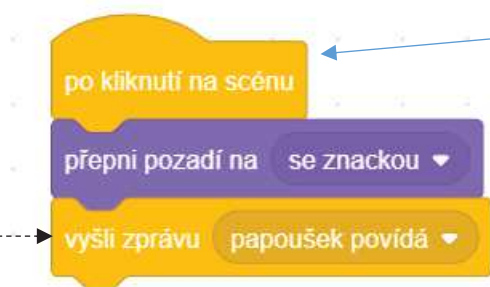 po kliknutí na scénu
přepni pozadí na se znackou
vyšli zprávu papoušek povídá